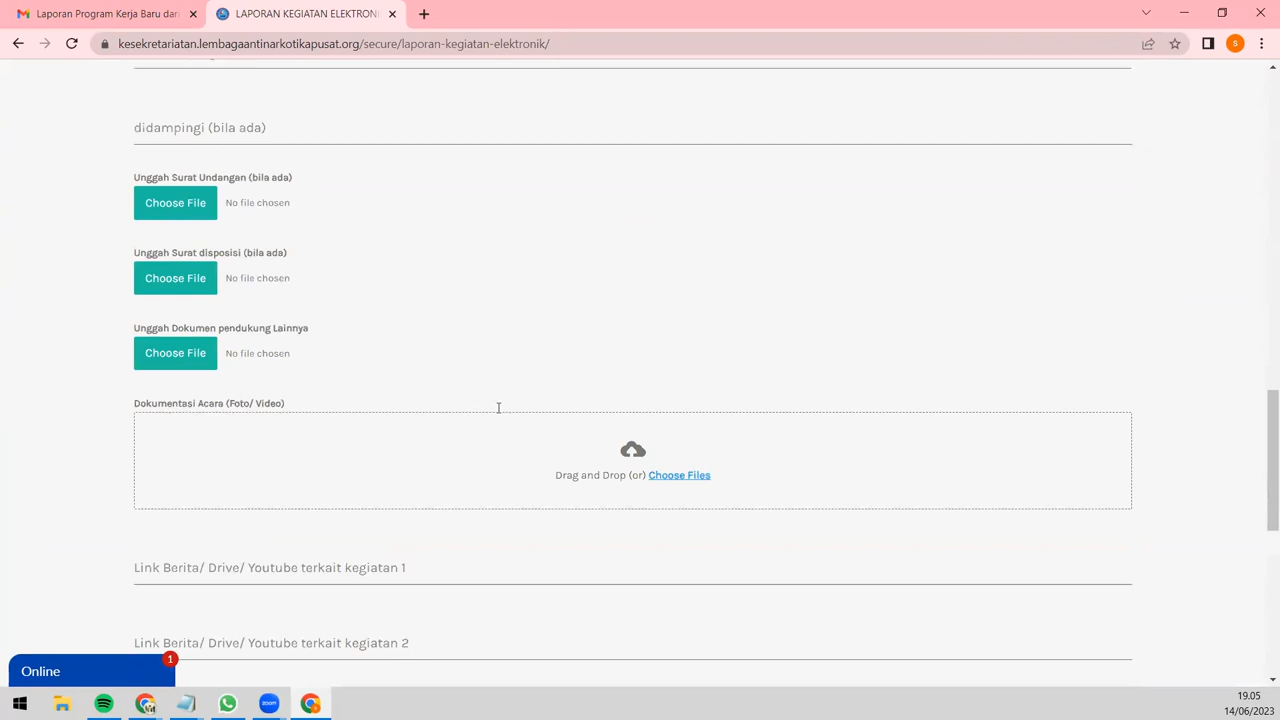 Laporan Program Kerja Baru dari
LAPORAN KEGIATAN ELEKTRONI
kesekretariatan.lembagaantinarkotikapusat.org/secure/laporan-kegiatan-elektronik/
S
didampingi (bila ada)
Unggah Surat Undangan (bila ada)
Choose File No file chosen
Unggah Surat disposisi (bila ada)
Choose File No file chosen
Unggah Dokumen pendukung Lainnya
Choose File No file chosen
Dokumentasi Acara (Foto/ Video)
Drag and Drop (or) Choose Files
Link Berita/ Drive/ Youtube terkait kegiatan 1
Link Berita/ Drive/ Youtube terkait kegiatan 2
Online
1
zoom
19.05
14/06/2023